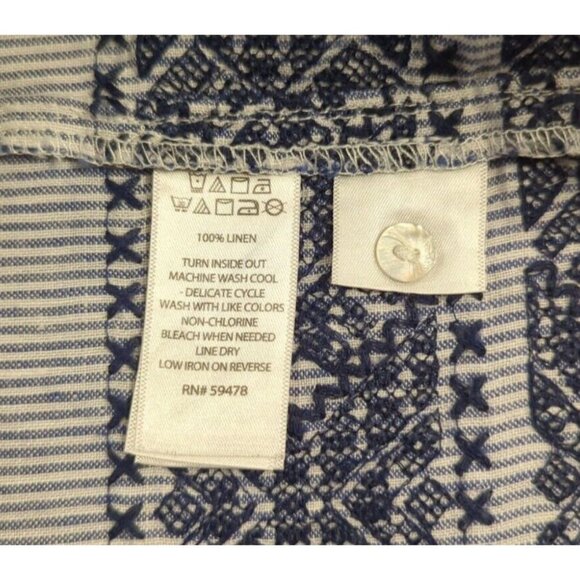 100% LINEN
TURN INSIDE OUT
MACHINE WASH COOL
- DELICATE CYCLE
WASH WITH LIKE COLORS
NON-CHLORINE
BLEACH WHEN NEEDED
LINE DRY
LOW IRON ON REVERSE
RN# 59478